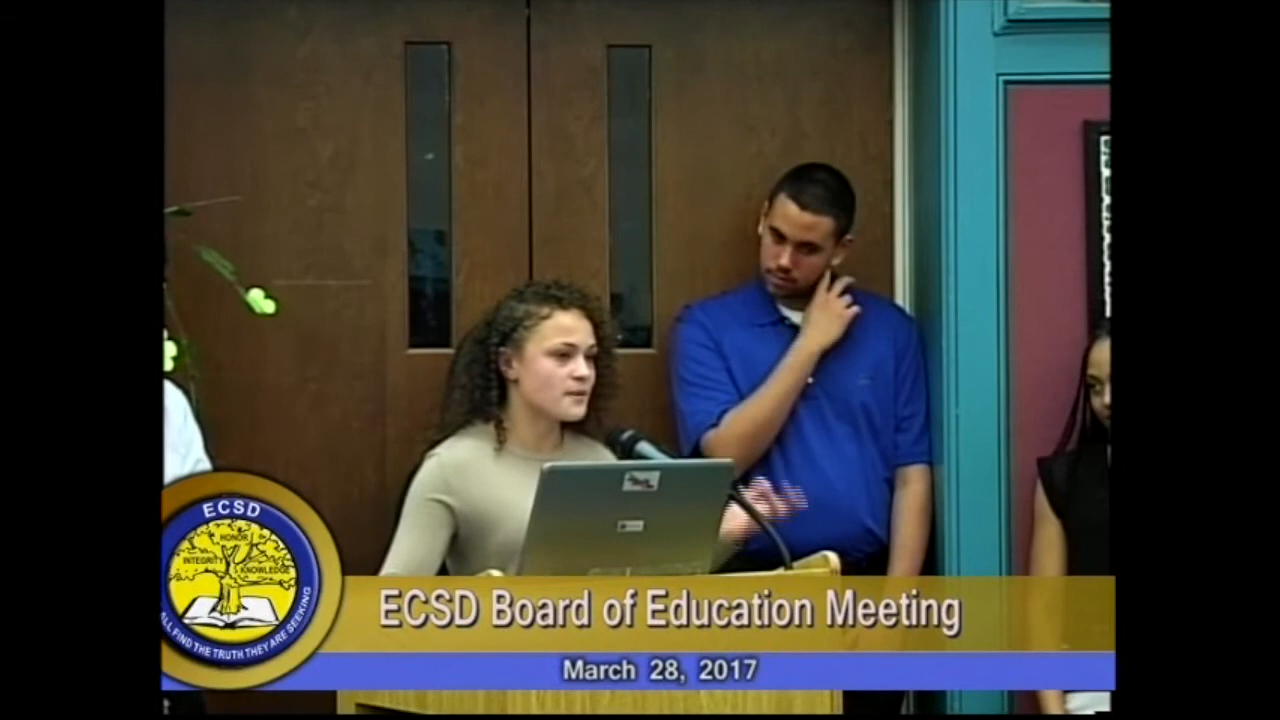 ECSD
HONOR
INTEGRITY
KNOWLEDGE
ALL FIND THE TRUTH THEY ARE SEEKING
ECSD Board of Education Meeting
March 28, 2017